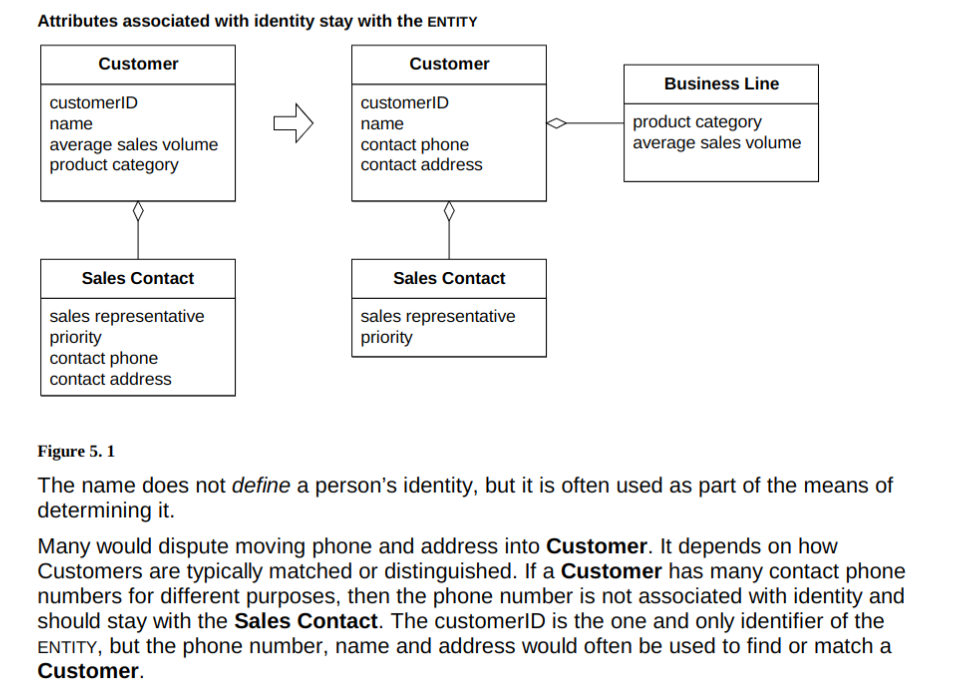 Attributes associated with identity stay with the ENTITY
Customer
customerID
name
average sales volume
product category
Sales Contact
sales representative
priority
contact phone
contact address
Customer
customerID
name
contact phone
contact address
Sales Contact
sales representative
priority
Business Line
product category
average sales volume
Figure 5. 1
The name does not define a person’s identity, but it is often used as part of the means of
determining it.
Many would dispute moving phone and address into Customer. It depends on how
Customers are typically matched or distinguished. If a Customer has many contact phone
numbers for different purposes, then the phone number is not associated with identity and
should stay with the Sales Contact. The customerID is the one and only identifier of the
ENTITY, but the phone number, name and address would often be used to find or match a
Customer.